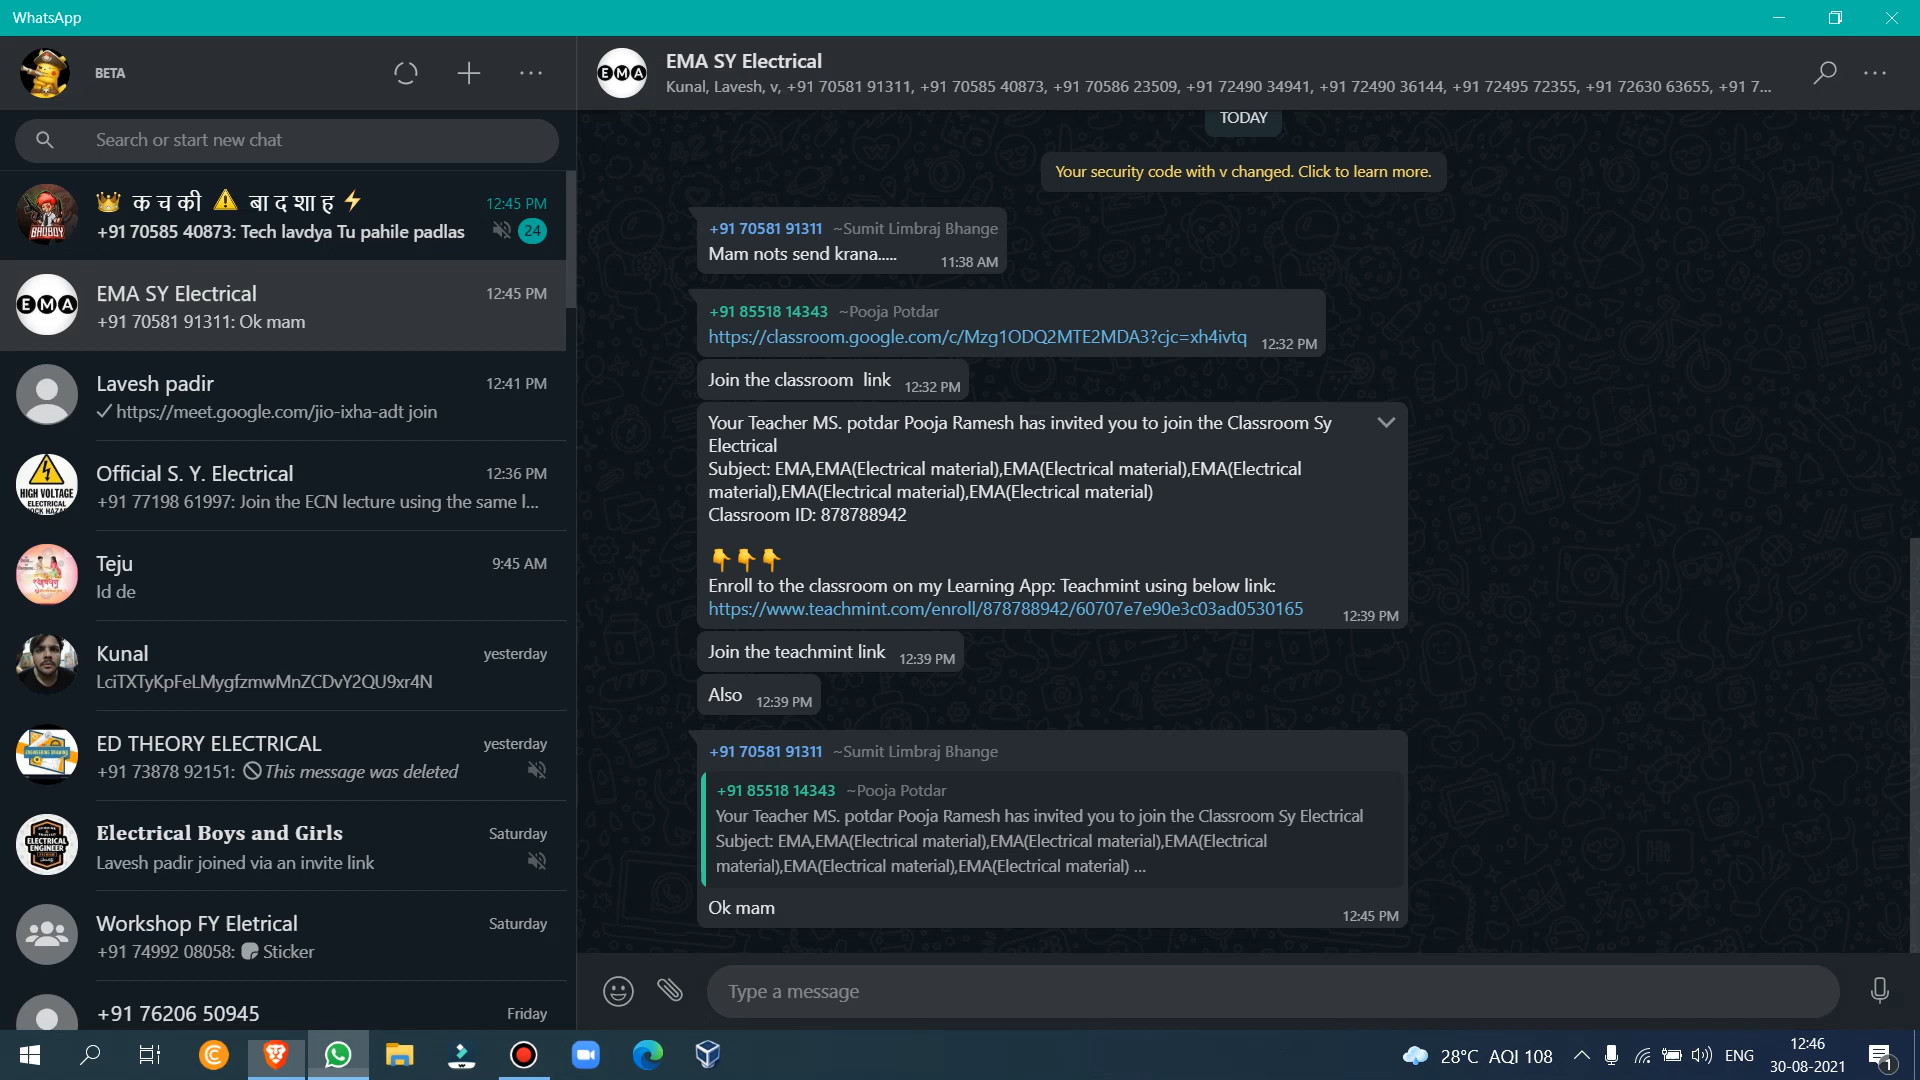 WhatsApp
BETA
Search or start new chat
👑 क च की ⚠️ बा द शा ह ⚡
12:45 PM
+91 70585 40873: Tech lavdya Tu pahile padlas
24
BADBOY
EMA SY Electrical
12:45 PM
+91 70581 91311: Ok mam
EMA
Lavesh padir
12:41 PM
https://meet.google.com/jio-ixha-adt join
Official S. Y. Electrical
12:36 PM
+91 77198 61997: Join the ECN lecture using the same l...
HIGH VOLTAGE
ELECTRICAL
Teju
9:45 AM
Id de
Kunal
yesterday
LciTXTyKpFeLMygfzmwMnZCDvY2QU9xr4N
ED THEORY ELECTRICAL
yesterday
+91 73878 92151: This message was deleted
Electrical Boys and Girls
Saturday
Lavesh padir joined via an invite link
ELECTRICAL
ENGINEER
Workshop FY Eletrical
Saturday
+91 74992 08058: Sticker
+91 76206 50945
Friday
EMA
EMA SY Electrical
Kunal, Lavesh, v, +91 70581 91311, +91 70585 40873, +91 70586 23509, +91 72490 34941, +91 72490 36144, +91 72495 72355, +91 72630 63655, +91 7...
TODAY
Your security code with v changed. Click to learn more.
+91 70581 91311 ~Sumit Limbraj Bhange
Mam nots send krana.....
11:38 AM
+91 85518 14343 ~Pooja Potdar
https://classroom.google.com/c/Mzg1ODQ2MTE2MDA3?cjc=xh4ivtq
12:32 PM
Join the classroom link
12:32 PM
Your Teacher MS. potdar Pooja Ramesh has invited you to join the Classroom Sy
Electrical
Subject: EMA,EMA(Electrical material),EMA(Electrical material),EMA(Electrical
material),EMA(Electrical material),EMA(Electrical material)
Classroom ID: 878788942
👇👇👇
Enroll to the classroom on my Learning App: Teachmint using below link:
https://www.teachmint.com/enroll/878788942/60707e7e90e3c03ad0530165
12:39 PM
Join the teachmint link
12:39 PM
Also
12:39 PM
+91 70581 91311 ~Sumit Limbraj Bhange
+91 85518 14343 ~Pooja Potdar
Your Teacher MS. potdar Pooja Ramesh has invited you to join the Classroom Sy Electrical
Subject: EMA,EMA(Electrical material),EMA(Electrical material),EMA(Electrical
material),EMA(Electrical material),EMA(Electrical material) ...
Ok mam
12:45 PM
Type a message
28°C AQI 108
ENG
12:46
30-08-2021
1